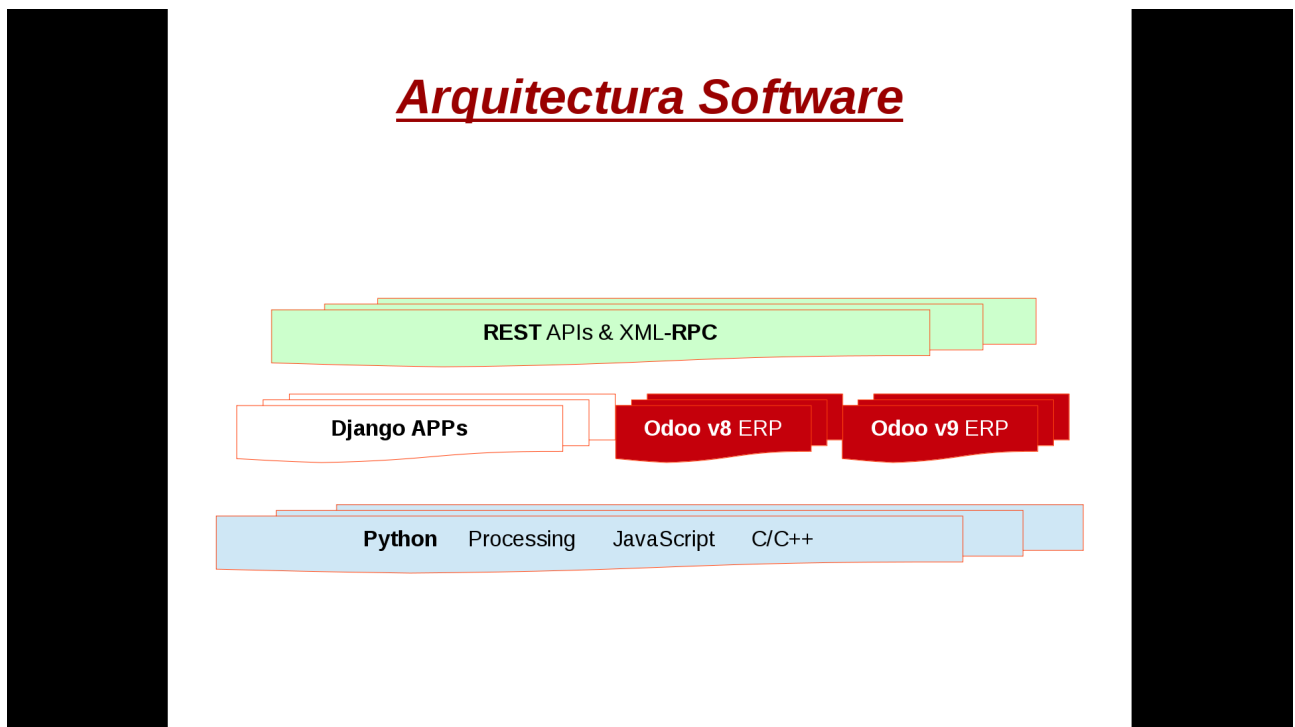 Arquitectura Software
REST APIs & XML-RPC
Django APPs
Odoo v8 ERP
Odoo v9 ERP
Python Processing JavaScript C/C++